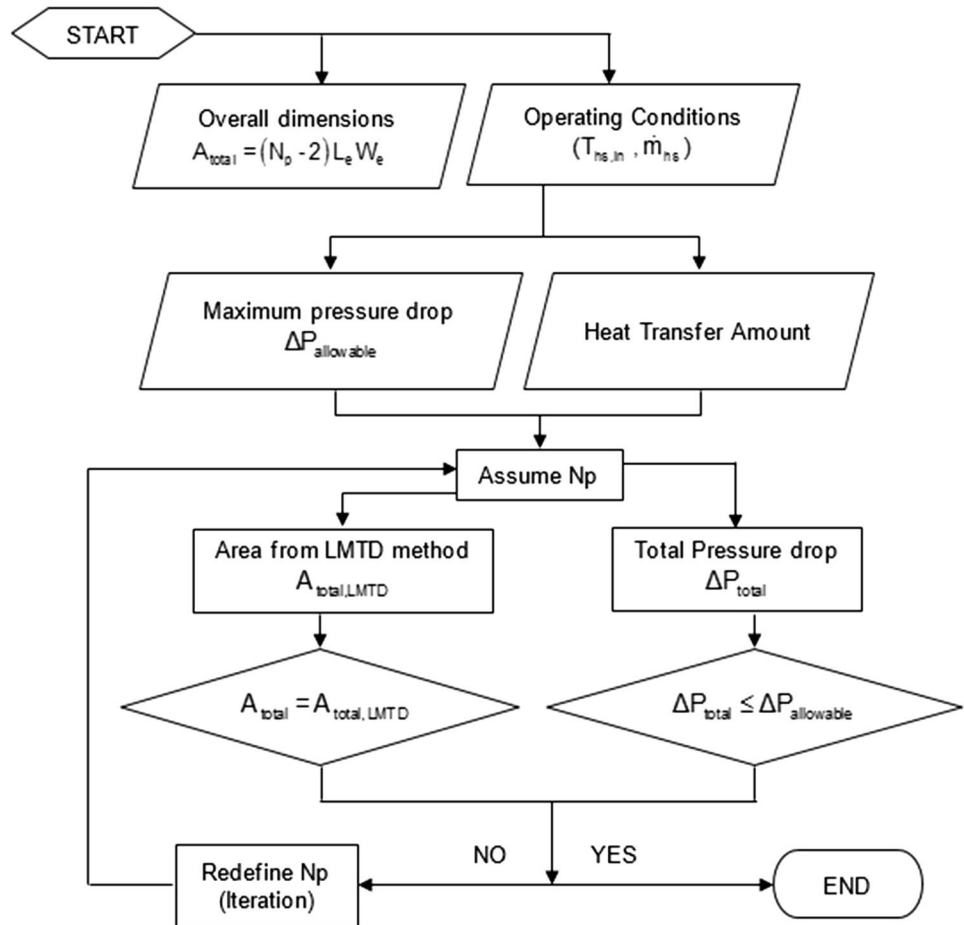 START
Overall dimensions
A_total = (N_p - 2) L_e W_e
Operating Conditions
(T_hs,in , ṁ_hs)
Maximum pressure drop
ΔP_allowable
Heat Transfer Amount
Assume Np
Area from LMTD method
A_total,LMTD
Total Pressure drop
ΔP_total
A_total = A_total,LMTD
ΔP_total ≤ ΔP_allowable
NO
YES
Redefine Np
(Iteration)
END